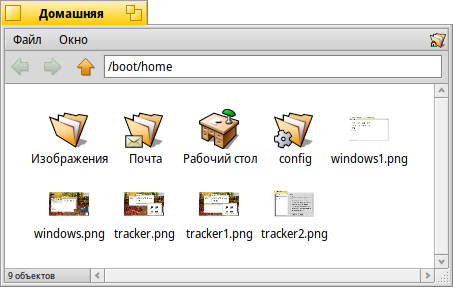 Домашняя
Файл Окно
/boot/home
Изображения Почта Рабочий стол config windows1.png
windows.png tracker.png tracker1.png tracker2.png
9 объектов